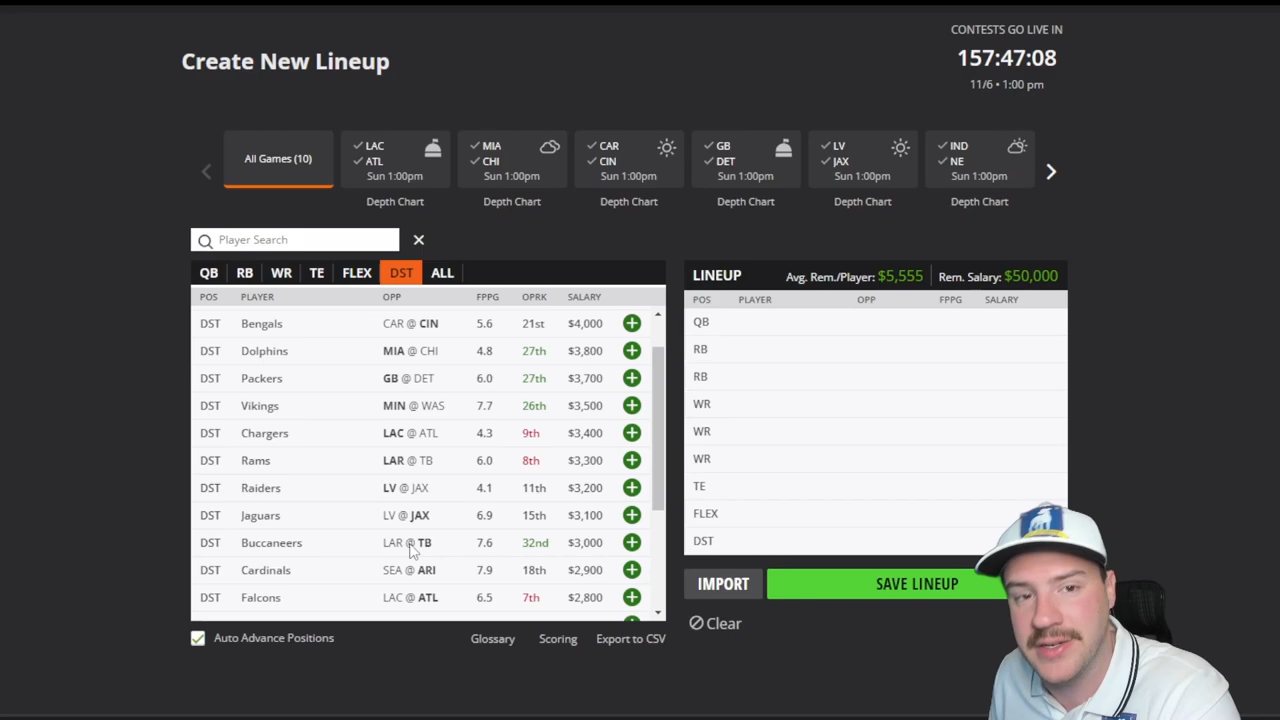 CONTESTS GO LIVE IN
Create New Lineup
157:47:08
11/6 • 1:00 pm
All Games (10)
LAC
ATL
Sun 1:00pm
MIA
CHI
Sun 1:00pm
CAR
CIN
Sun 1:00pm
GB
DET
Sun 1:00pm
LV
JAX
Sun 1:00pm
IND
NE
Sun 1:00pm
Depth Chart Depth Chart Depth Chart Depth Chart Depth Chart Depth Chart
Player Search
QB RB WR TE FLEX DST ALL
POS PLAYER OPP FPPG OPRK SALARY
DST Bengals CAR @ CIN 5.6 21st $4,000
DST Dolphins MIA @ CHI 4.8 27th $3,800
DST Packers GB @ DET 6.0 27th $3,700
DST Vikings MIN @ WAS 7.7 26th $3,500
DST Chargers LAC @ ATL 4.3 9th $3,400
DST Rams LAR @ TB 6.0 8th $3,300
DST Raiders LV @ JAX 4.1 11th $3,200
DST Jaguars LV @ JAX 6.9 15th $3,100
DST Buccaneers LAR @ TB 7.6 32nd $3,000
DST Cardinals SEA @ ARI 7.9 18th $2,900
DST Falcons LAC @ ATL 6.5 7th $2,800
Auto Advance Positions Glossary Scoring Export to CSV
LINEUP Avg. Rem./Player: $5,555 Rem. Salary: $50,000
POS PLAYER OPP FPPG SALARY
QB
RB
RB
WR
WR
WR
TE
FLEX
DST
IMPORT SAVE LINEUP
Clear